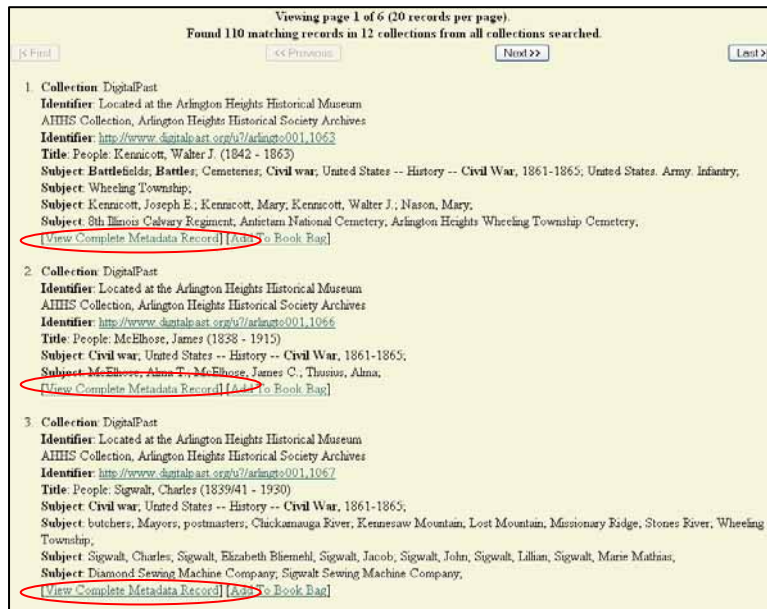 Viewing page 1 of 6 (20 records per page).
Found 110 matching records in 12 collections from all collections searched.
|< First << Previous Next >> Last >
1. Collection: DigitalPast
Identifier: Located at the Arlington Heights Historical Museum
AHHS Collection, Arlington Heights Historical Society Archives
Identifier: http://www.digitalpast.org/u?/arlingto001,1063
Title: People: Kennicott, Walter J. (1842 - 1863)
Subject: Battlefields; Battles; Cemeteries; Civil war; United States -- History -- Civil War, 1861-1865; United States. Army. Infantry;
Subject: Wheeling Township;
Subject: Kennicott, Joseph E.; Kennicott, Mary; Kennicott, Walter J.; Nason, Mary;
Subject: 8th Illinois Calvary Regiment; Antietam National Cemetery; Arlington Heights Wheeling Township Cemetery;
[View Complete Metadata Record] [Add To Book Bag]
2. Collection: DigitalPast
Identifier: Located at the Arlington Heights Historical Museum
AHHS Collection, Arlington Heights Historical Society Archives
Identifier: http://www.digitalpast.org/u?/arlingto001,1066
Title: People: McElhose, James (1838 - 1915)
Subject: Civil war; United States -- History -- Civil War, 1861-1865;
Subject: McElhose, Alma T.; McElhose, James C.; Thusius, Alma;
[View Complete Metadata Record] [Add To Book Bag]
3. Collection: DigitalPast
Identifier: Located at the Arlington Heights Historical Museum
AHHS Collection, Arlington Heights Historical Society Archives
Identifier: http://www.digitalpast.org/u?/arlingto001,1067
Title: People: Sigwalt, Charles (1839/41 - 1930)
Subject: Civil war; United States -- History -- Civil War, 1861-1865;
Subject: butchers; Mayors; postmasters; Chickamauga River; Kennesaw Mountain; Lost Mountain; Missionary Ridge; Stones River; Wheeling
Township;
Subject: Sigwalt, Charles; Sigwalt, Elizabeth Bliemehl; Sigwalt, Jacob; Sigwalt, John; Sigwalt, Lillian; Sigwalt, Marie Mathias;
Subject: Diamond Sewing Machine Company; Sigwalt Sewing Machine Company;
[View Complete Metadata Record] [Add To Book Bag]